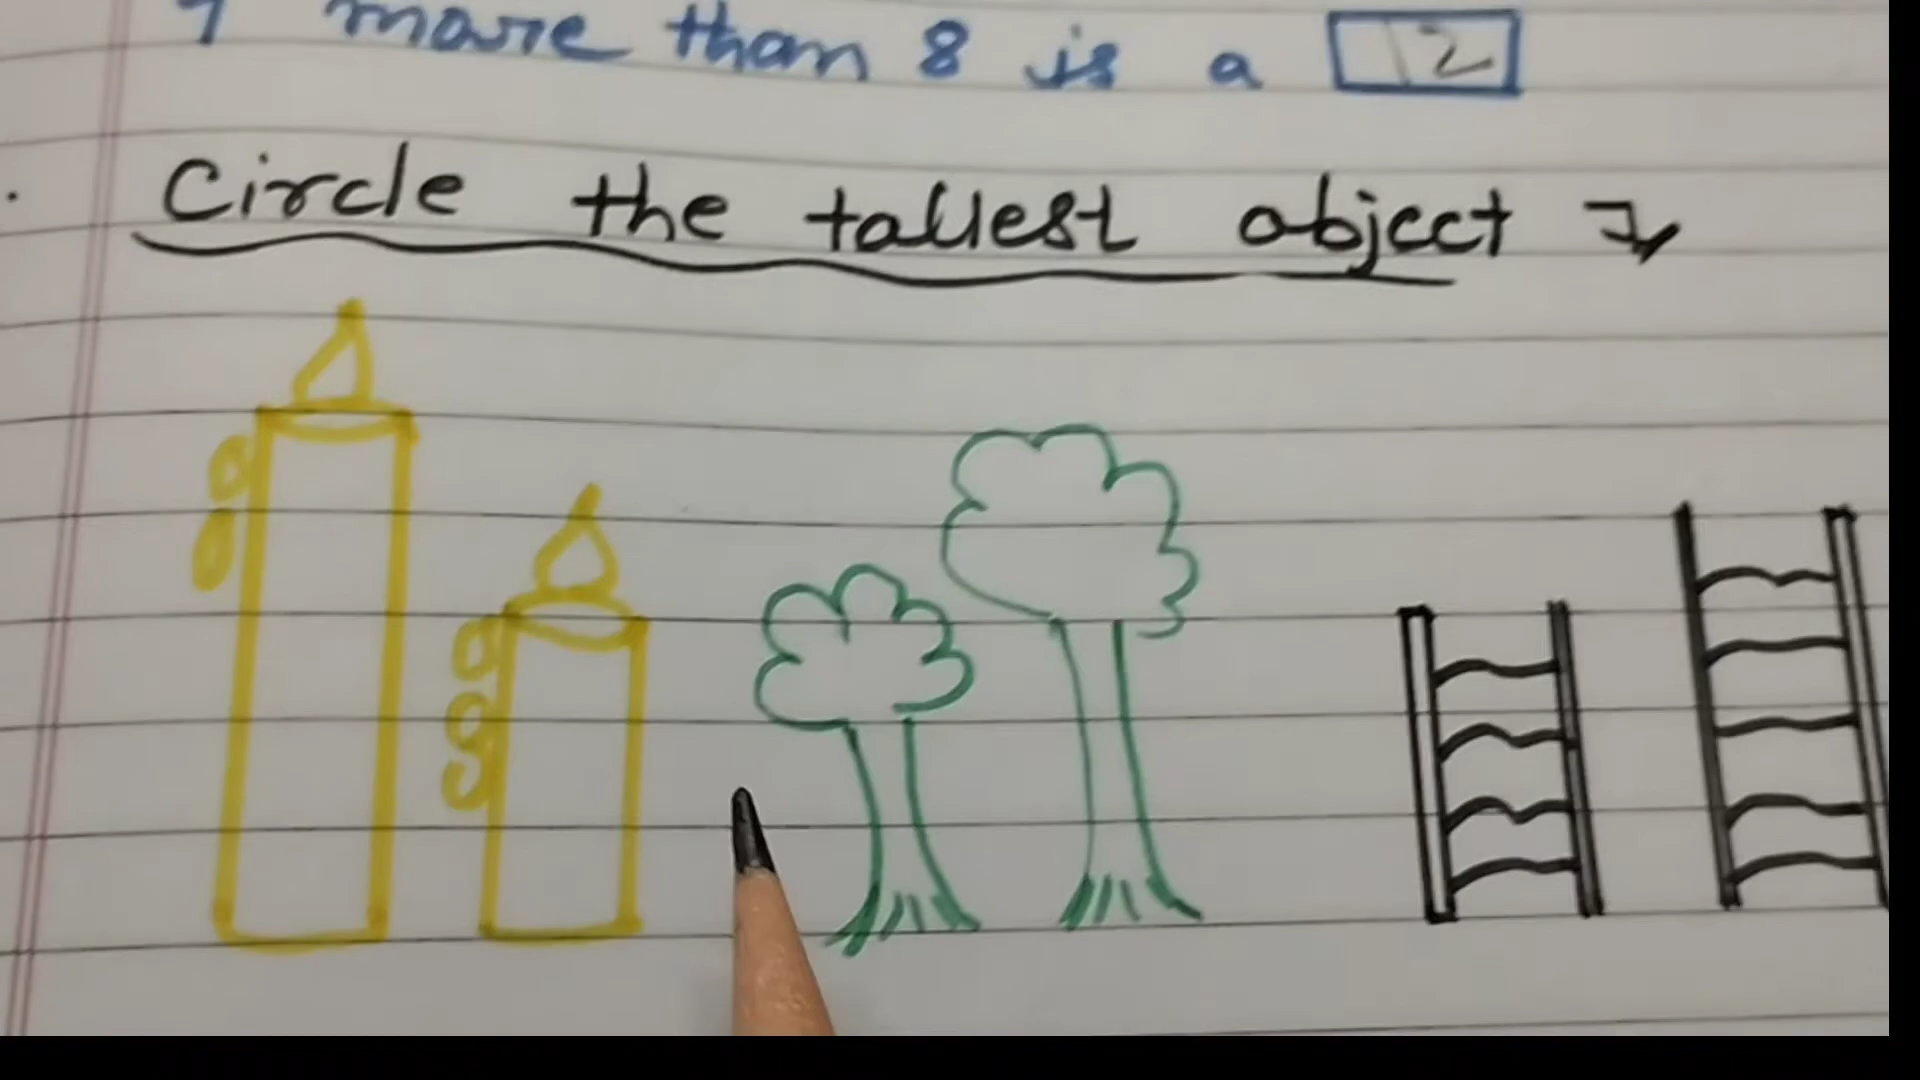 more than 8 is a 12
Circle the tallest object